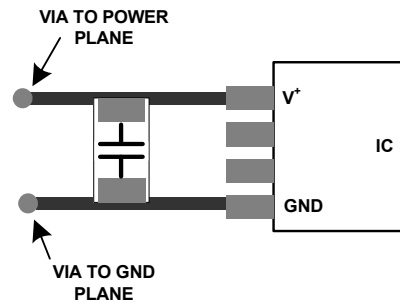 VIA TO POWER
PLANE
V+
IC
GND
VIA TO GND
PLANE